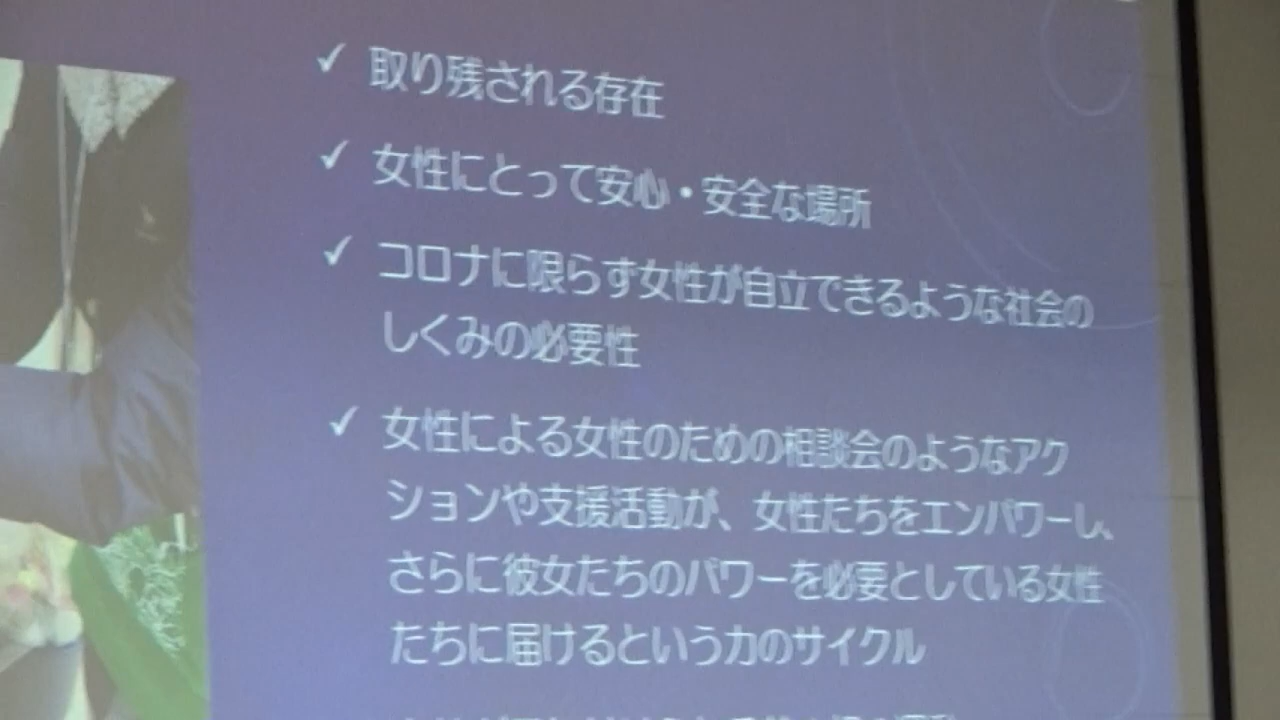 ✓ 取り残される存在
✓ 女性にとって安心・安全な場所
✓ コロナに限らず女性が自立できるような社会の
しくみの必要性
✓ 女性による女性のための相談会のようなアク
ションや支援活動が、女性たちをエンパワーし、
さらに彼女たちのパワーを必要としている女性
たちに届けるという力のサイクル